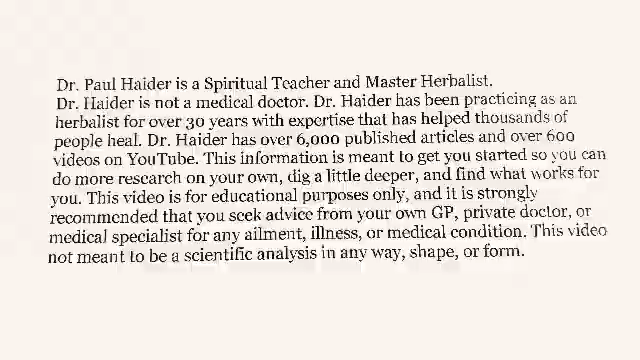 Dr. Paul Haider is a Spiritual Teacher and Master Herbalist.
Dr. Haider is not a medical doctor. Dr. Haider has been practicing as an
herbalist for over 30 years with expertise that has helped thousands of
people heal. Dr. Haider has over 6,000 published articles and over 600
videos on YouTube. This information is meant to get you started so you can
do more research on your own, dig a little deeper, and find what works for
you. This video is for educational purposes only, and it is strongly
recommended that you seek advice from your own GP, private doctor, or
medical specialist for any ailment, illness, or medical condition. This video
not meant to be a scientific analysis in any way, shape, or form.